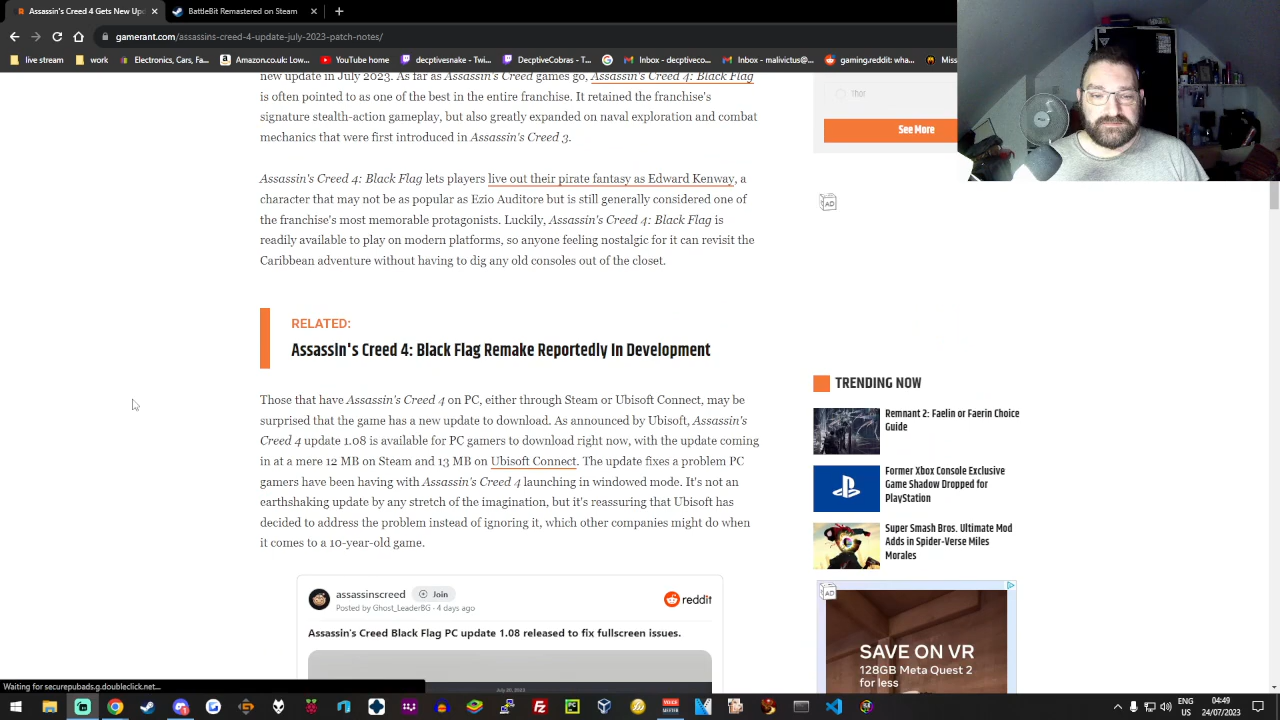 Assassin's Creed 4 Gets New Up
BattleBit Remastered on Steam
gamerant.com/assassins-creed-4-update-july-2023-patch-notes/
live stream
work
Electronics, Cars, Fa...
YouTube Home
deceptivecobra - Twi...
DeceptiveCobras - T...
Inbox - deceptiveco...
Inbox - malivictus@...
gaming:reddit: wha...
Miss
new update in July 2023. As far as Assassin's Creed games go, Assassin's Creed 4: Black Flag
is often pointed to as one of the best in the entire franchise. It retained the franchise's
signature stealth-action gameplay, but also greatly expanded on naval exploration and combat
mechanics that were first introduced in Assassin's Creed 3.
Thor
See More
Assassin's Creed 4: Black Flag lets players live out their pirate fantasy as Edward Kenway, a
character that may not be as popular as Ezio Auditore but is still generally considered one of
the franchise's most memorable protagonists. Luckily, Assassin's Creed 4: Black Flag is
readily available to play on modern platforms, so anyone feeling nostalgic for it can revisit the
Caribbean adventure without having to dig any old consoles out of the closet.
AD
RELATED:
Assassin's Creed 4: Black Flag Remake Reportedly In Development
Those that have Assassin's Creed 4 on PC, either through Steam or Ubisoft Connect, may be
surprised that the game has a new update to download. As announced by Ubisoft, Assassin's
Creed 4 update 1.08 is available for PC gamers to download right now, with the update coming
in at a mere 12 MB on Steam and 13 MB on Ubisoft Connect. The update fixes a problem PC
gamers have been having with Assassin's Creed 4 launching in windowed mode. It's not an
earthshaking update by any stretch of the imagination, but it's reassuring that Ubisoft has
decided to address the problem instead of ignoring it, which other companies might do when
it comes to a 10-year-old game.
TRENDING NOW
Remnant 2: Faelin or Faerin Choice
Guide
Former Xbox Console Exclusive
Game Shadow Dropped for
PlayStation
Super Smash Bros. Ultimate Mod
Adds in Spider-Verse Miles
Morales
assassinscreed
Join
Posted by Ghost_LeaderBG · 4 days ago
reddit
Assassin's Creed Black Flag PC update 1.08 released to fix fullscreen issues.
July 20, 2023
AD
SAVE ON VR
128GB Meta Quest 2
for less
Waiting for securepubads.g.doubleclick.net...
ENG
US
04:49
24/07/2023